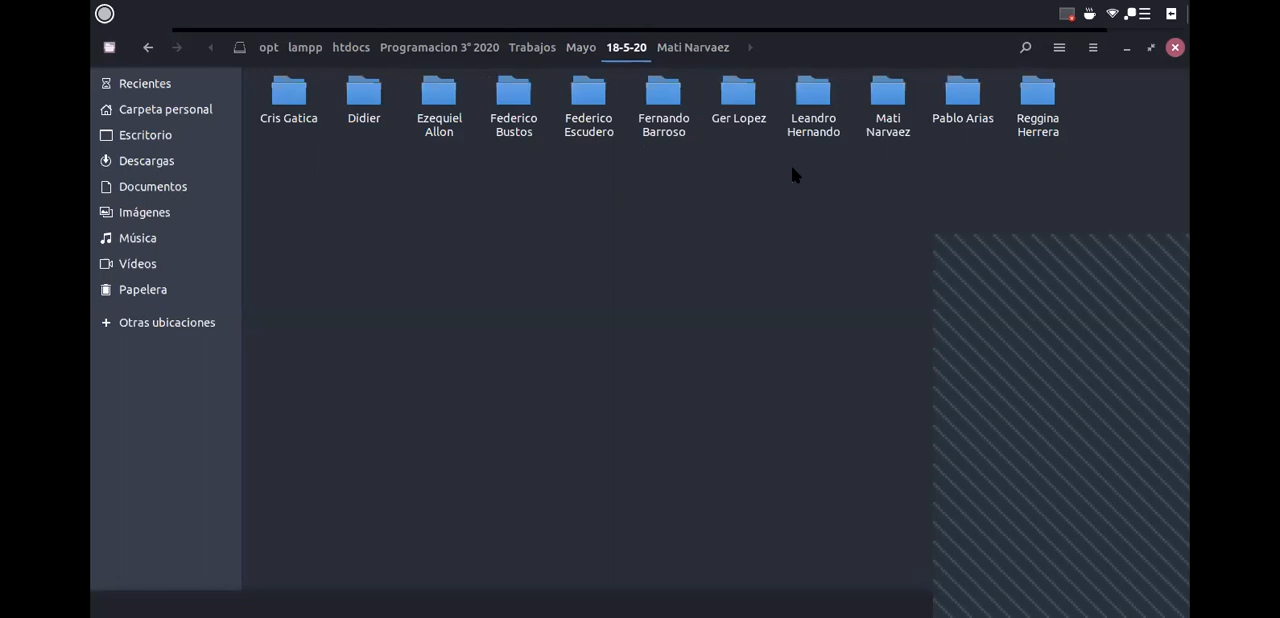 opt lampp htdocs Programacion 3° 2020 Trabajos Mayo 18-5-20 Mati Narvaez
Recientes
Carpeta personal
Escritorio
Descargas
Documentos
Imágenes
Música
Vídeos
Papelera
Otras ubicaciones
Cris Gatica
Didier
Ezequiel
Allon
Federico
Bustos
Federico
Escudero
Fernando
Barroso
Ger Lopez
Leandro
Hernando
Mati
Narvaez
Pablo Arias
Reggina
Herrera